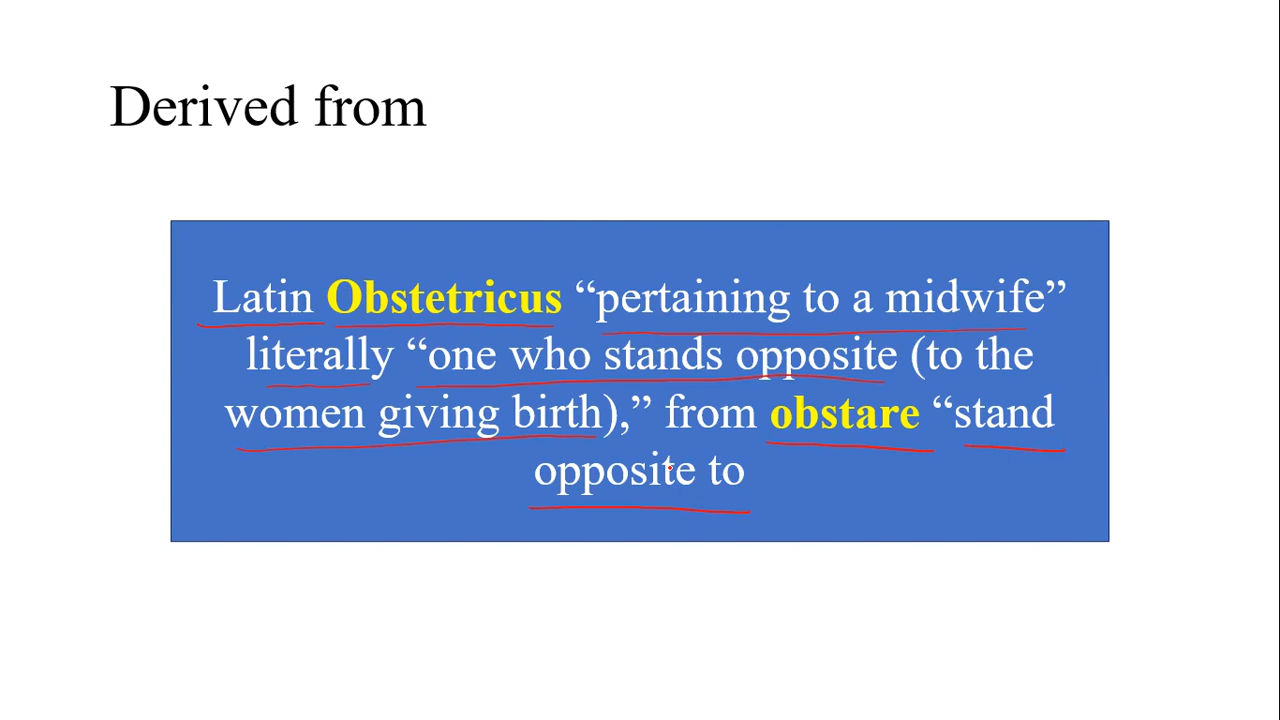 Derived from
Latin Obstetricus “pertaining to a midwife”
literally “one who stands opposite (to the
women giving birth),” from obstare “stand
opposite to